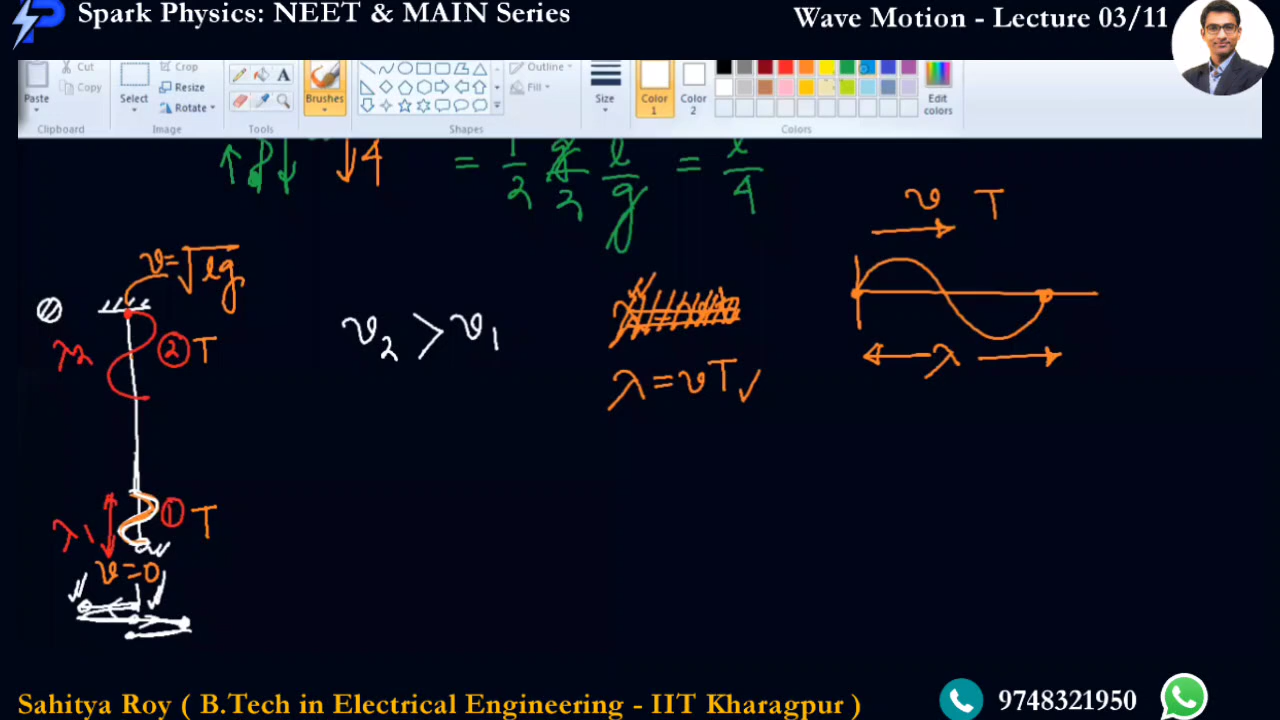 Spark Physics: NEET & MAIN Series
Wave Motion - Lecture 03/11
Cut
Copy
Paste
Clipboard
Select
Crop
Resize
Rotate
Image
Tools
Brushes
Shapes
Outline
Fill
Size
Color 1
Color 2
Edit colors
Colors
= 1/2 g/2 l/g = l/4
v T
v=√lg
λ2 ② T
v2 > v1
λ = vT ✓
λ
λ1 ① T
v=0
Sahitya Roy ( B.Tech in Electrical Engineering - IIT Kharagpur )
9748321950